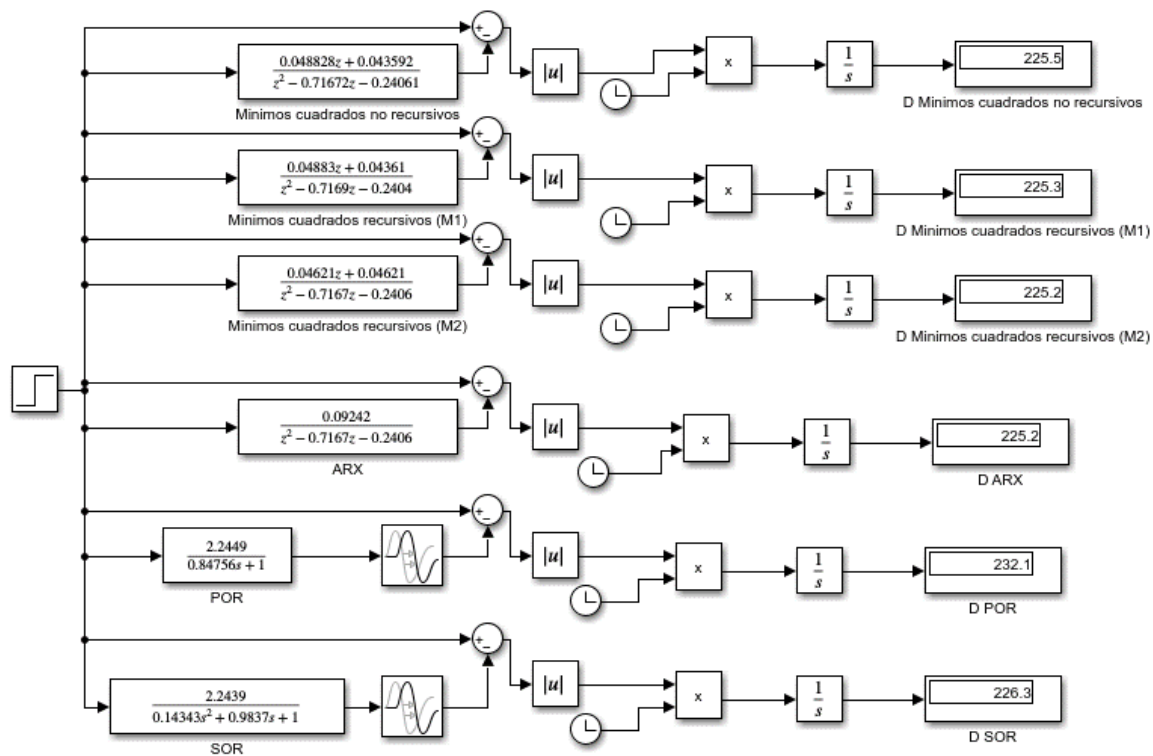 +
−
0.048828z + 0.043592
z² − 0.71672z − 0.24061
Minimos cuadrados no recursivos
|u|
x
1
s
225.5
D Minimos cuadrados no recursivos
+
−
0.04883z + 0.04361
z² − 0.7169z − 0.2404
Minimos cuadrados recursivos (M1)
|u|
x
1
s
225.3
D Minimos cuadrados recursivos (M1)
+
−
0.04621z + 0.04621
z² − 0.7167z − 0.2406
Minimos cuadrados recursivos (M2)
|u|
x
1
s
225.2
D Minimos cuadrados recursivos (M2)
+
−
0.09242
z² − 0.7167z − 0.2406
ARX
|u|
x
1
s
225.2
D ARX
+
−
2.2449
0.84756s + 1
POR
|u|
x
1
s
232.1
D POR
+
−
2.2439
0.14343s² + 0.9837s + 1
SOR
|u|
x
1
s
226.3
D SOR